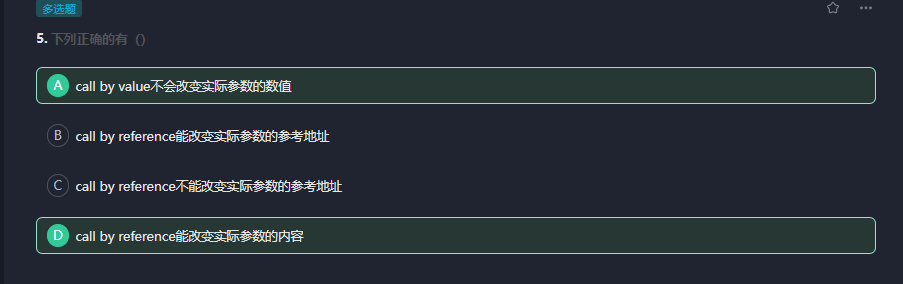 多选题
5. 下列正确的有（）
A call by value不会改变实际参数的数值
B call by reference能改变实际参数的参考地址
C call by reference不能改变实际参数的参考地址
D call by reference能改变实际参数的内容